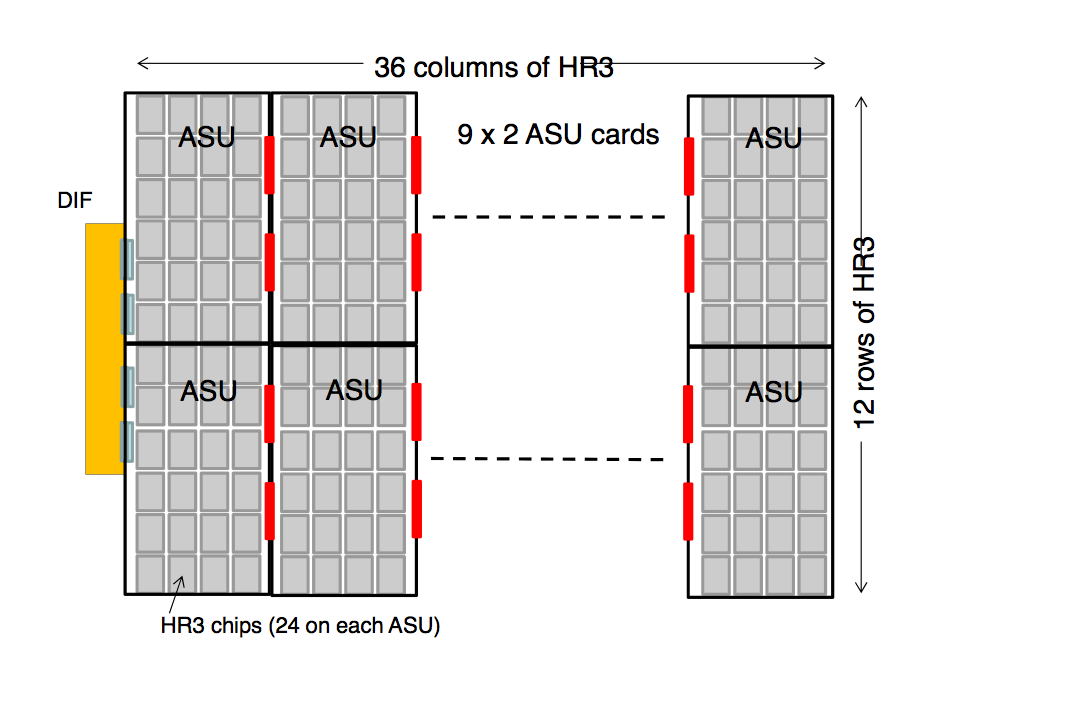 36 columns of HR3
ASU
ASU
9 x 2 ASU cards
ASU
DIF
12 rows of HR3
ASU
ASU
ASU
HR3 chips (24 on each ASU)